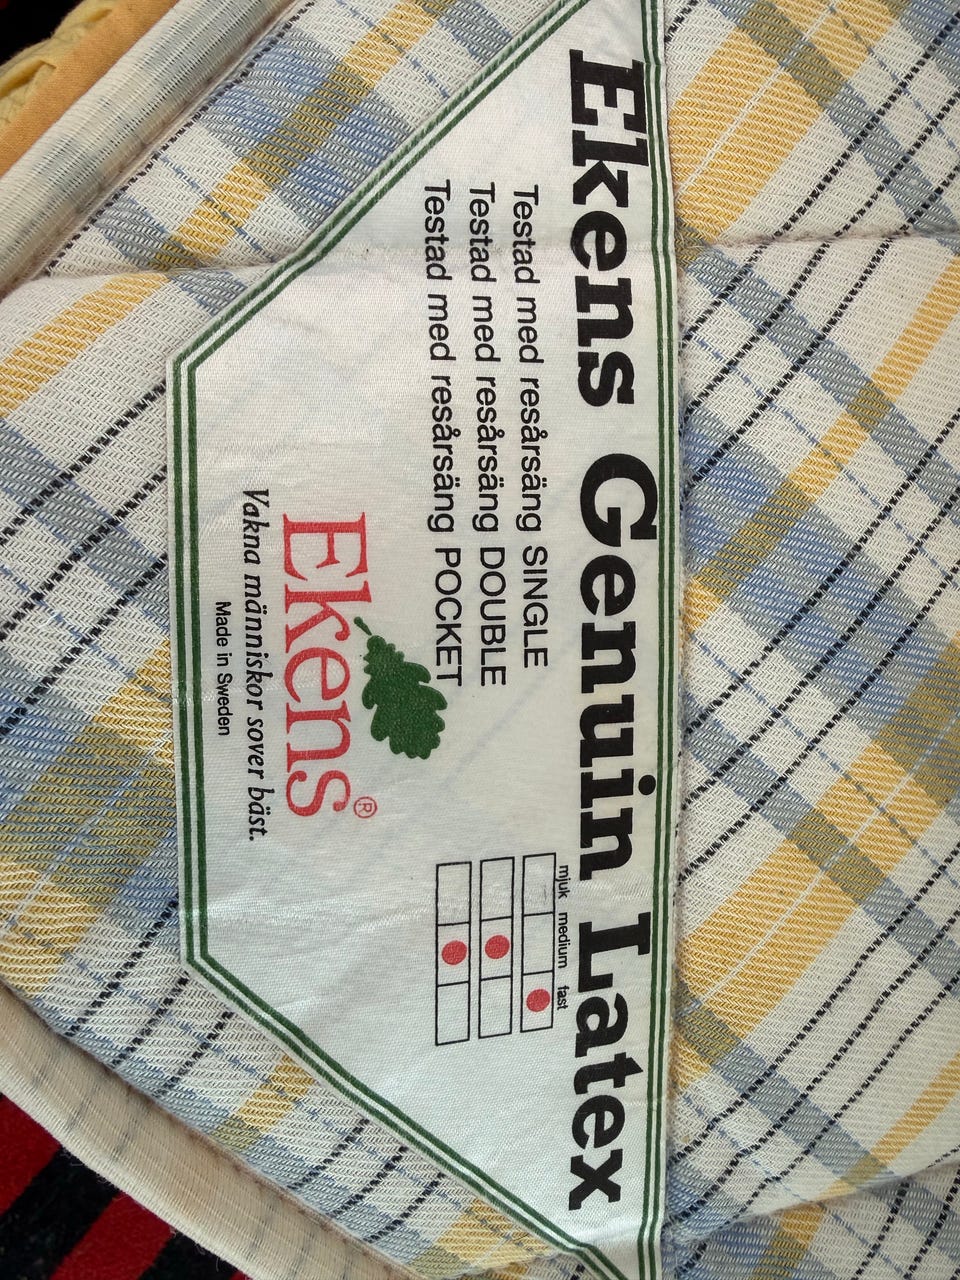 Ekens Genuin Latex
mjuk medium fast
Testad med resårsäng SINGLE
Testad med resårsäng DOUBLE
Testad med resårsäng POCKET
Ekens®
Vakna människor sover bäst.
Made in Sweden